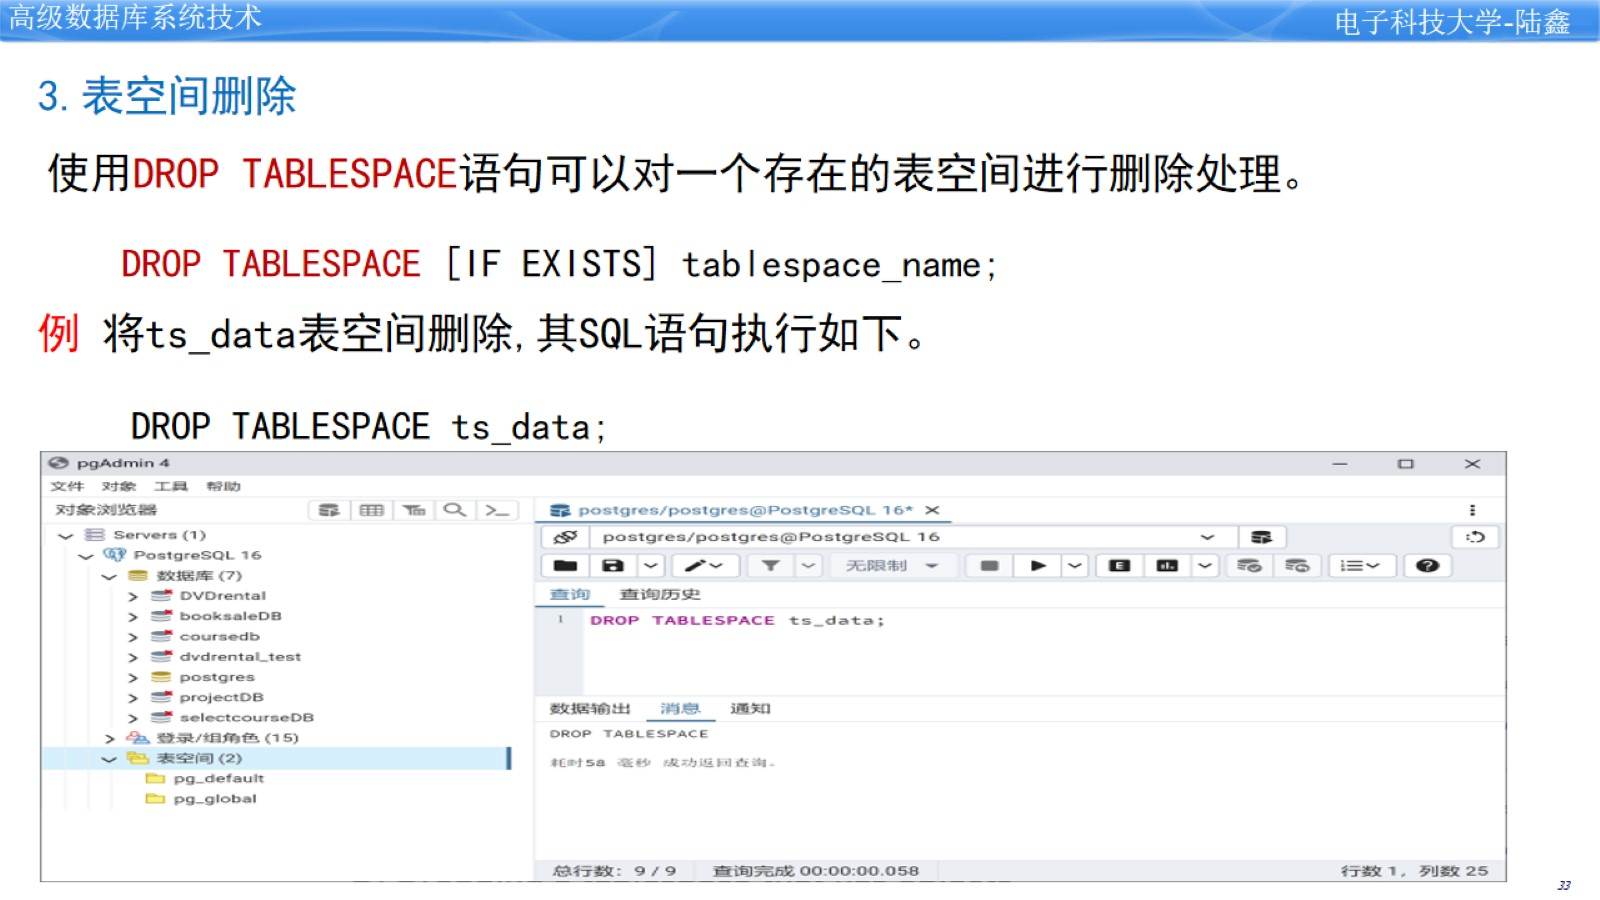 高级数据库系统技术
电子科技大学-陆鑫
3. 表空间删除
使用DROP TABLESPACE语句可以对一个存在的表空间进行删除处理。
DROP TABLESPACE [IF EXISTS] tablespace_name;
例 将ts_data表空间删除,其SQL语句执行如下。
DROP TABLESPACE ts_data;
pgAdmin 4
文件 对象 工具 帮助
对象浏览器
Servers (1)
PostgreSQL 16
数据库 (7)
DVDrental
booksaleDB
coursedb
dvdrental_test
postgres
projectDB
selectcourseDB
登录/组角色 (15)
表空间 (2)
pg_default
pg_global
postgres/postgres@PostgreSQL 16*
postgres/postgres@PostgreSQL 16
无限制
查询 查询历史
1 DROP TABLESPACE ts_data;
数据输出 消息 通知
DROP TABLESPACE
耗时58 毫秒 成功返回查询。
总行数: 9 / 9 查询完成 00:00:00.058 行数 1, 列数 25
33